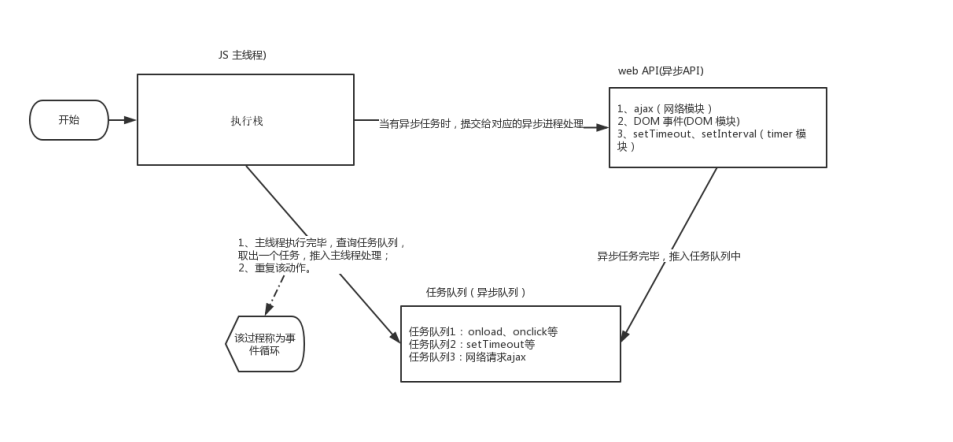 JS 主线程)
web API(异步API)
开始
执行栈
当有异步任务时，提交给对应的异步进程处理
1、ajax（网络模块）
2、DOM 事件(DOM 模块)
3、setTimeout、setInterval（timer 模
块）
1、主线程执行完毕，查询任务队列，
取出一个任务，推入主线程处理；
2、重复该动作。
异步任务完毕，推入任务队列中
任务队列（异步队列）
该过程称为事
件循环
任务队列1：onload、onclick等
任务队列2：setTimeout等
任务队列3：网络请求ajax